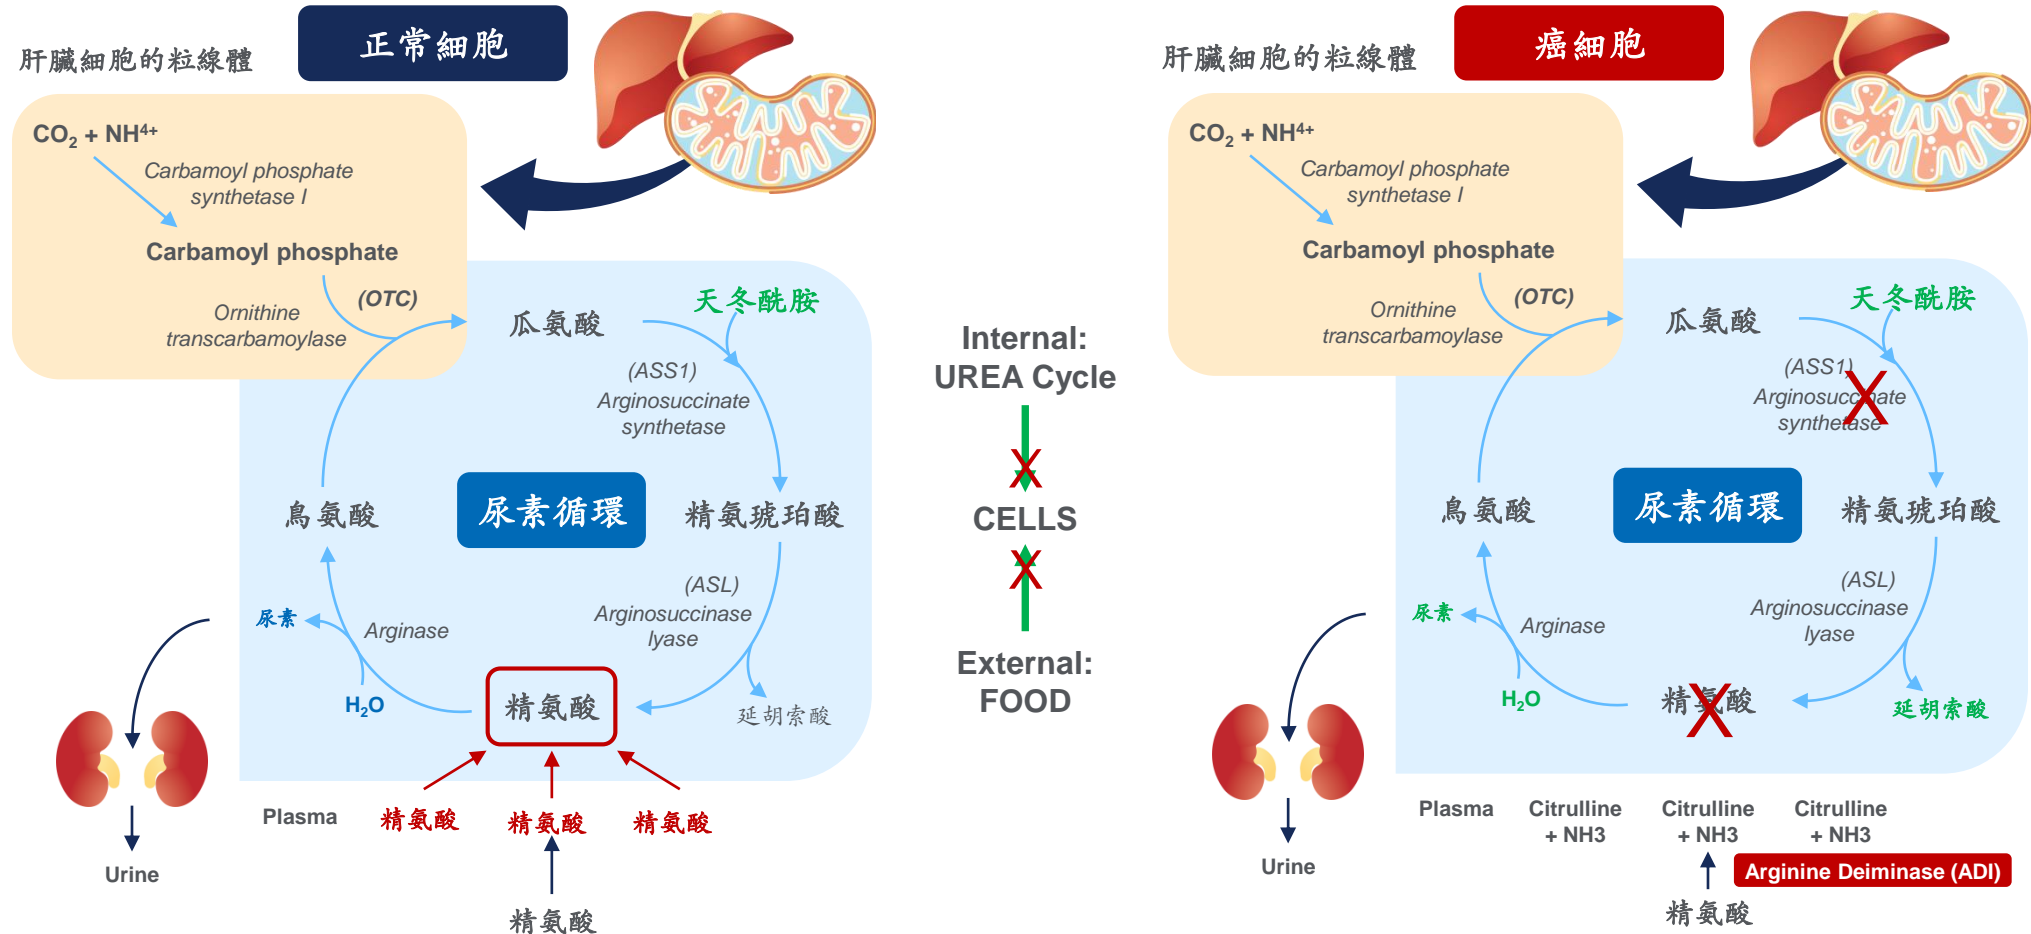 正常細胞
肝臟細胞的粒線體
CO₂ + NH⁴⁺
Carbamoyl phosphate
synthetase I
Carbamoyl phosphate
(OTC)
Ornithine
transcarbamoylase
瓜氨酸
天冬酰胺
(ASS1)
Arginosuccinate
synthetase
鳥氨酸
尿素循環
精氨琥珀酸
(ASL)
Arginosuccinase
lyase
尿素
Arginase
H₂O
精氨酸
延胡索酸
Plasma
精氨酸
精氨酸
精氨酸
Urine
精氨酸
Internal:
UREA Cycle
X
CELLS
X
External:
FOOD
癌細胞
肝臟細胞的粒線體
CO₂ + NH⁴⁺
Carbamoyl phosphate
synthetase I
Carbamoyl phosphate
(OTC)
Ornithine
transcarbamoylase
瓜氨酸
天冬酰胺
(ASS1)
Arginosuccinate
synthetase
X
鳥氨酸
尿素循環
精氨琥珀酸
(ASL)
Arginosuccinase
lyase
尿素
Arginase
H₂O
精氨酸
X
延胡索酸
Plasma
Citrulline
+ NH3
Citrulline
+ NH3
Citrulline
+ NH3
Urine
Arginine Deiminase (ADI)
精氨酸